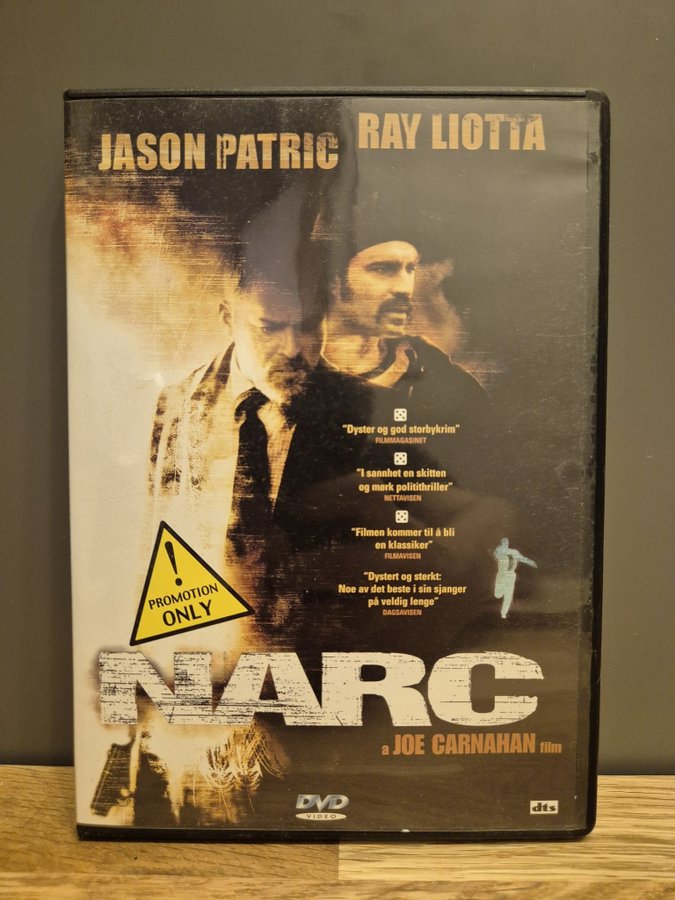 JASON PATRIC
RAY LIOTTA
"Dyster og god storbykrim"
FILMMAGASINET
"I sannhet en skitten
og mørk politithriller"
NETTAVISEN
"Filmen kommer til å bli
en klassiker"
FILMAVISEN
"Dystert og sterkt:
Noe av det beste i sin sjanger
på veldig lenge"
DAGSAVISEN
!
PROMOTION
ONLY
NARC
a JOE CARNAHAN film
DVD
VIDEO
dts